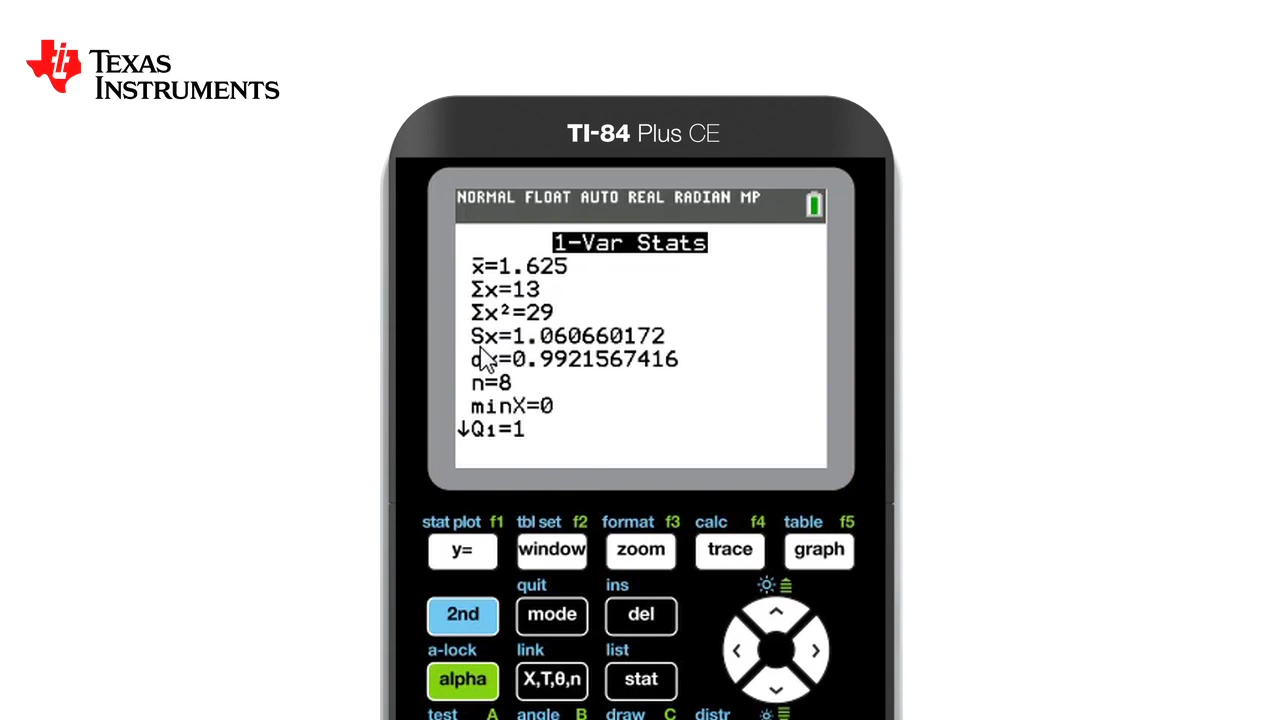 TEXAS
INSTRUMENTS
TI-84 Plus CE
NORMAL FLOAT AUTO REAL RADIAN MP
1-Var Stats
x̄=1.625
Σx=13
Σx²=29
Sx=1.060660172
σx=0.9921567416
n=8
minX=0
↓Q₁=1
stat plot f1 tbl set f2 format f3 calc f4 table f5
y= window zoom trace graph
quit ins
2nd mode del
a-lock link list
alpha X,T,θ,n stat
test A angle B draw C distr